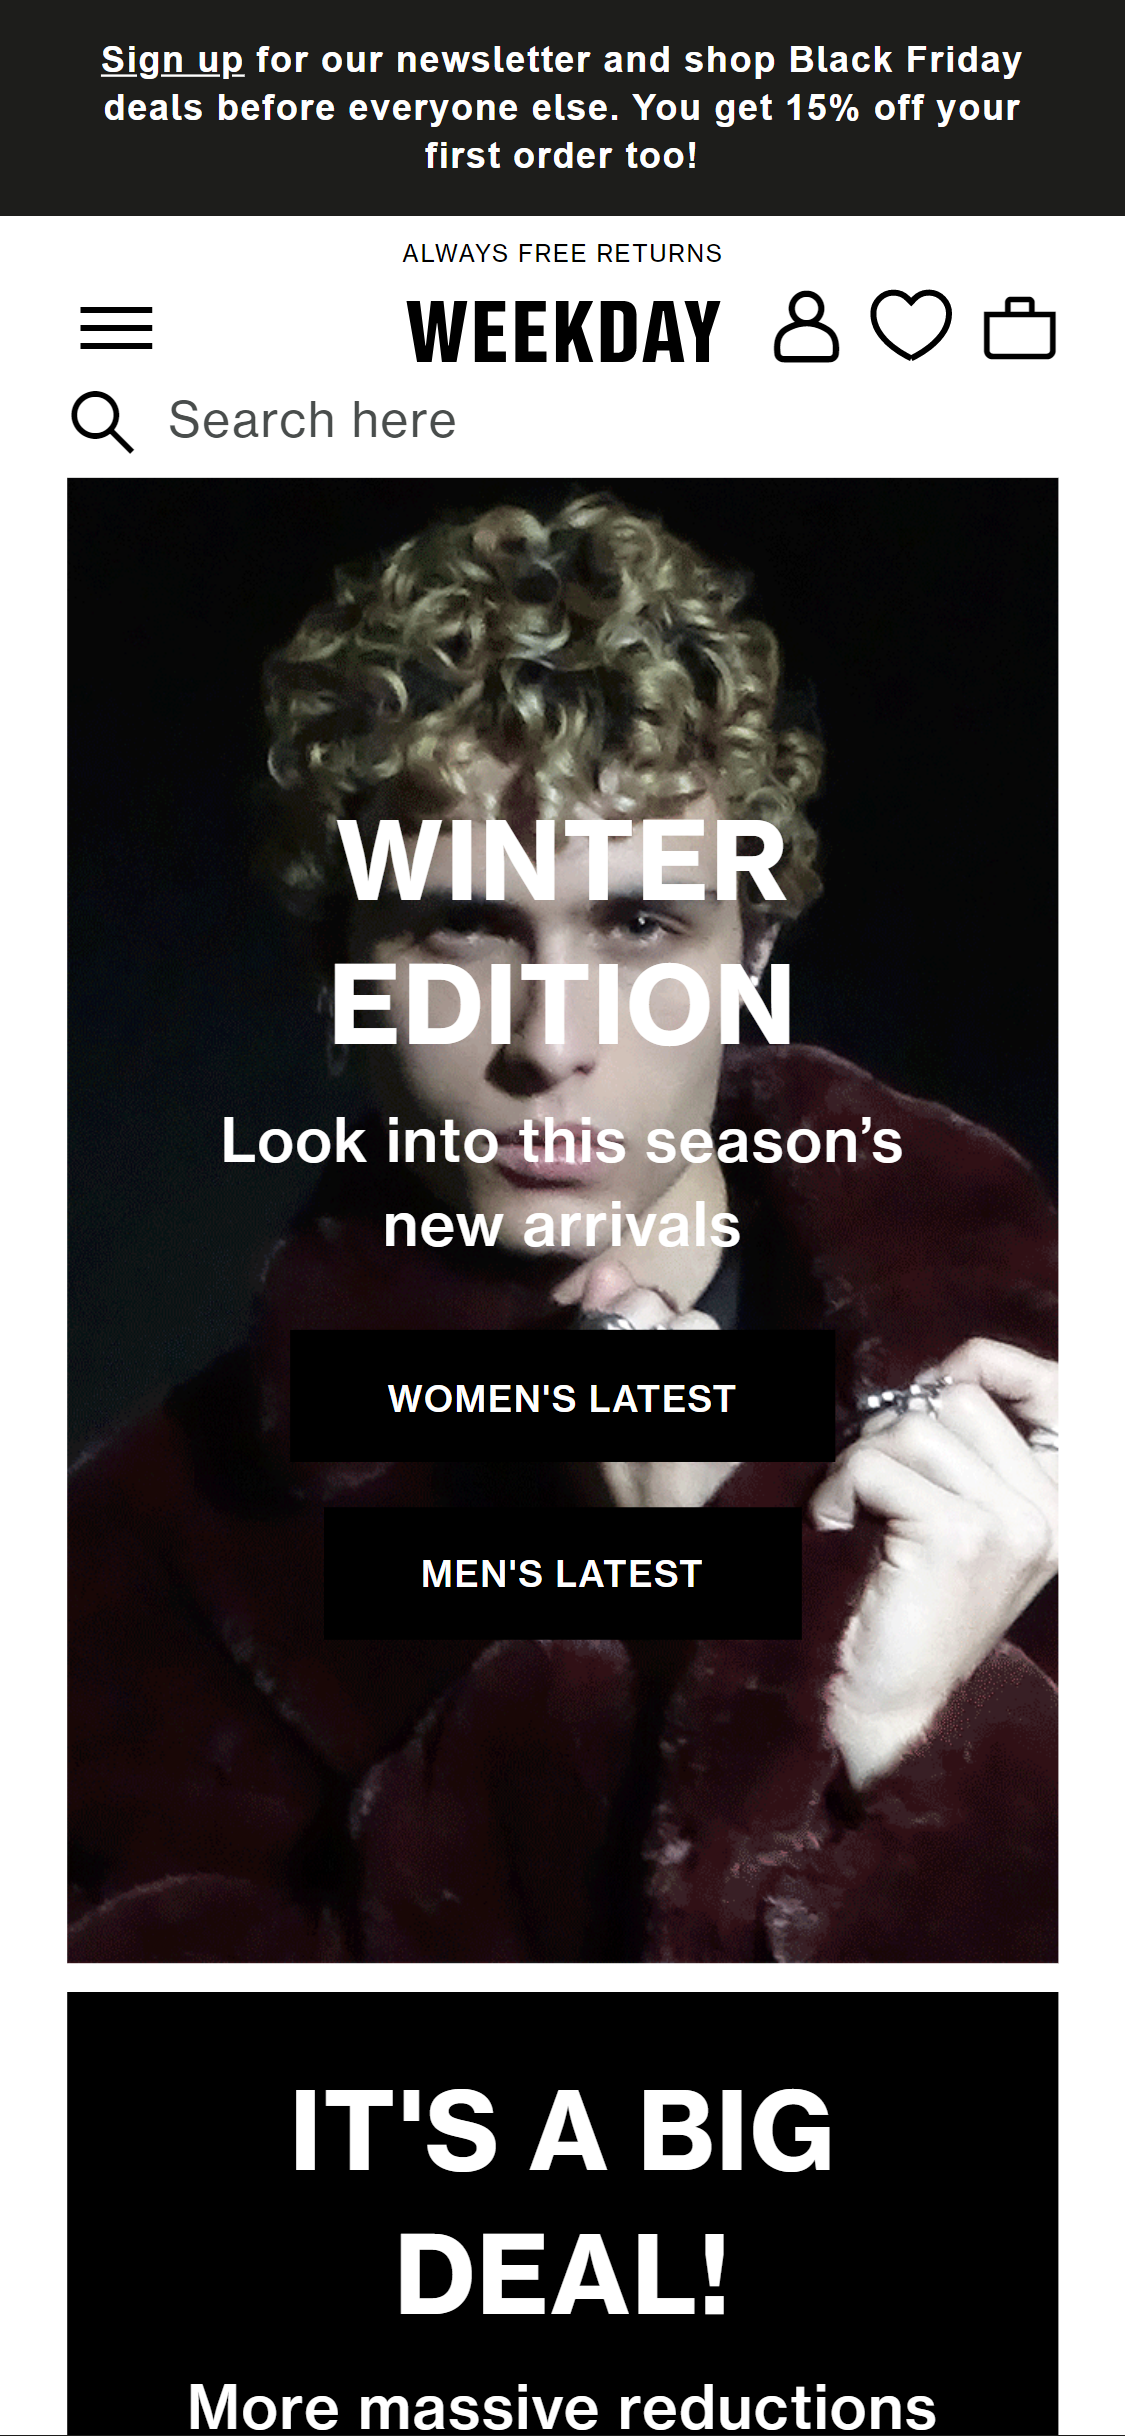 Sign up for our newsletter and shop Black Friday
deals before everyone else. You get 15% off your
first order too!
ALWAYS FREE RETURNS
WEEKDAY
Search here
WINTER
EDITION
Look into this season’s
new arrivals
WOMEN'S LATEST
MEN'S LATEST
IT'S A BIG
DEAL!
More massive reductions